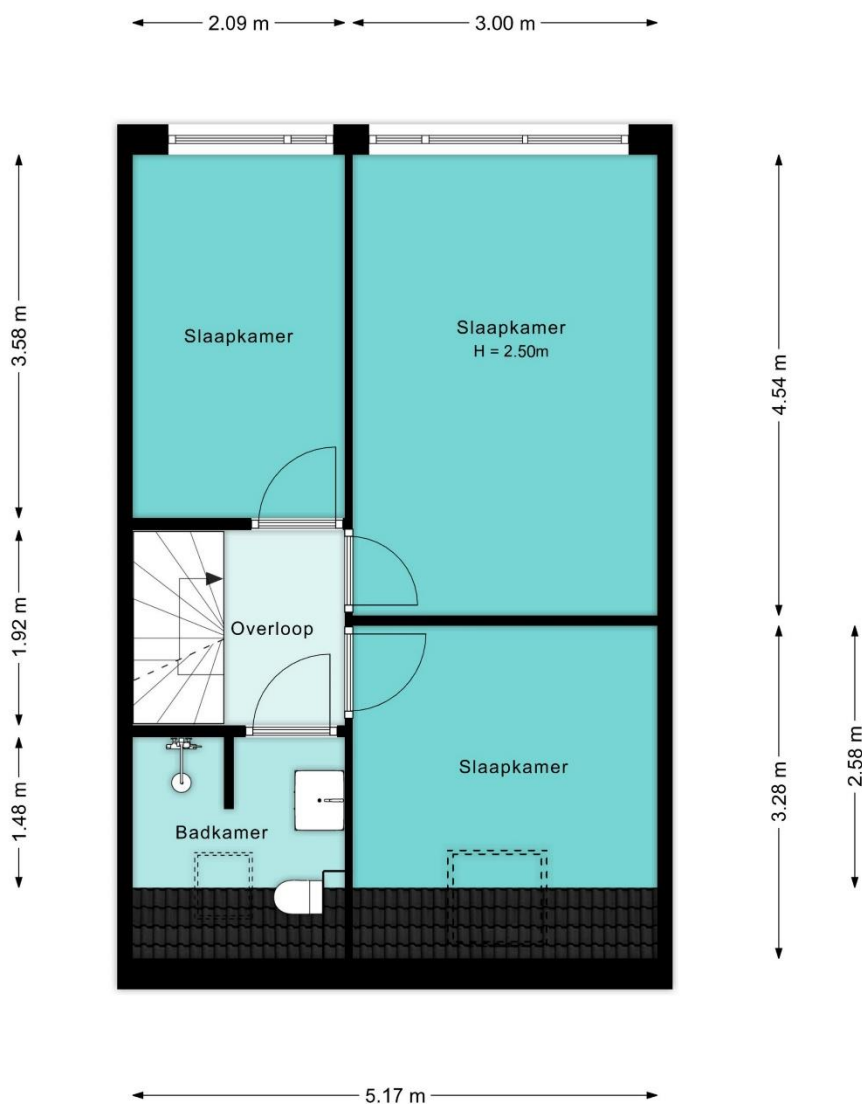 2.09 m
3.00 m
3.58 m
Slaapkamer
Slaapkamer
H = 2.50m
4.54 m
1.92 m
Overloop
Slaapkamer
2.58 m
1.48 m
Badkamer
3.28 m
5.17 m